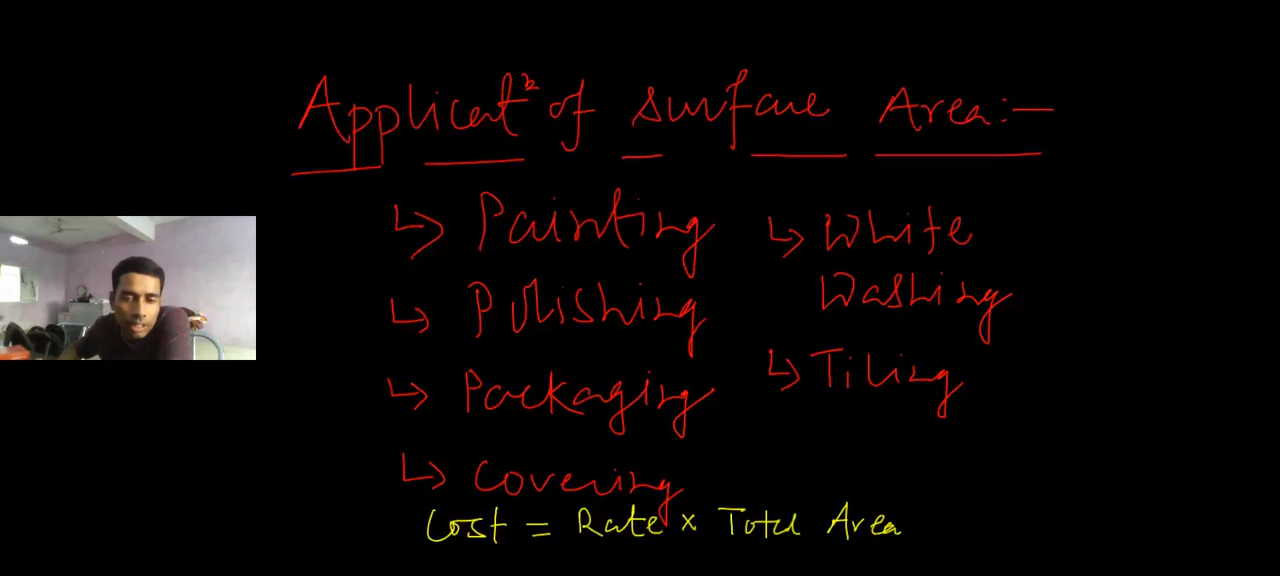 Applicatⁿ of surface Area:-
↳ Painting
↳ Polishing
↳ Packaging
↳ Covering
↳ White
Washing
↳ Tiling
Cost = Rate × Total Area